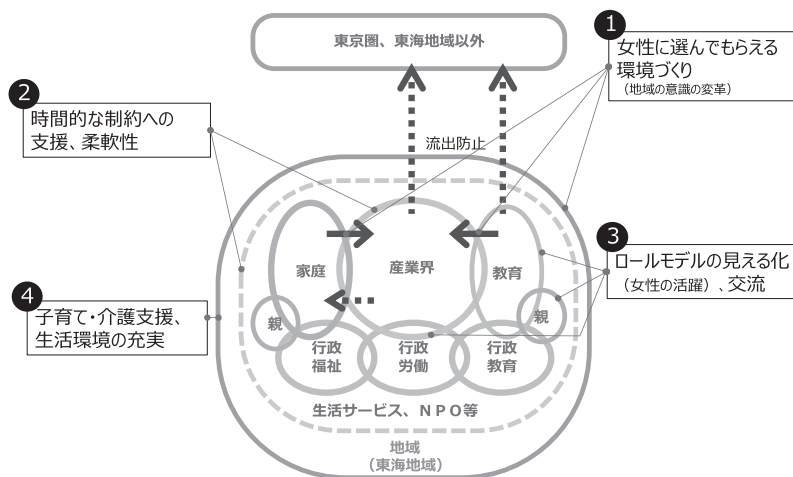 東京圏、東海地域以外
❶
女性に選んでもらえる
環境づくり
(地域の意識の変革)
❷
時間的な制約への
支援、柔軟性
流出防止
家庭
産業界
教育
❸
ロールモデルの見える化
(女性の活躍)、交流
❹
子育て・介護支援、
生活環境の充実
親
親
行政
福祉
行政
労働
行政
教育
生活サービス、NPO等
地域
(東海地域)